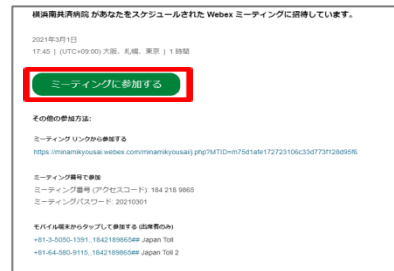 横浜南共済病院 があなたをスケジュールされた Webex ミーティングに招待しています。
2021年3月1日
17:45 | (UTC+09:00) 大阪、札幌、東京 | 1 時間
ミーティングに参加する
その他の参加方法:
ミーティング リンクから参加する
https://minamikyousai.webex.com/minamikyousai/j.php?MTID=m75d1afe172723106c33d773f128d95f6
ミーティング番号で参加
ミーティング番号 (アクセスコード): 184 218 9865
ミーティングパスワード: 20210301
モバイル端末からタップして参加する (出席者のみ)
+81-3-5050-1391,,1842189865## Japan Toll
+81-64-580-9115,,1842189865## Japan Toll 2